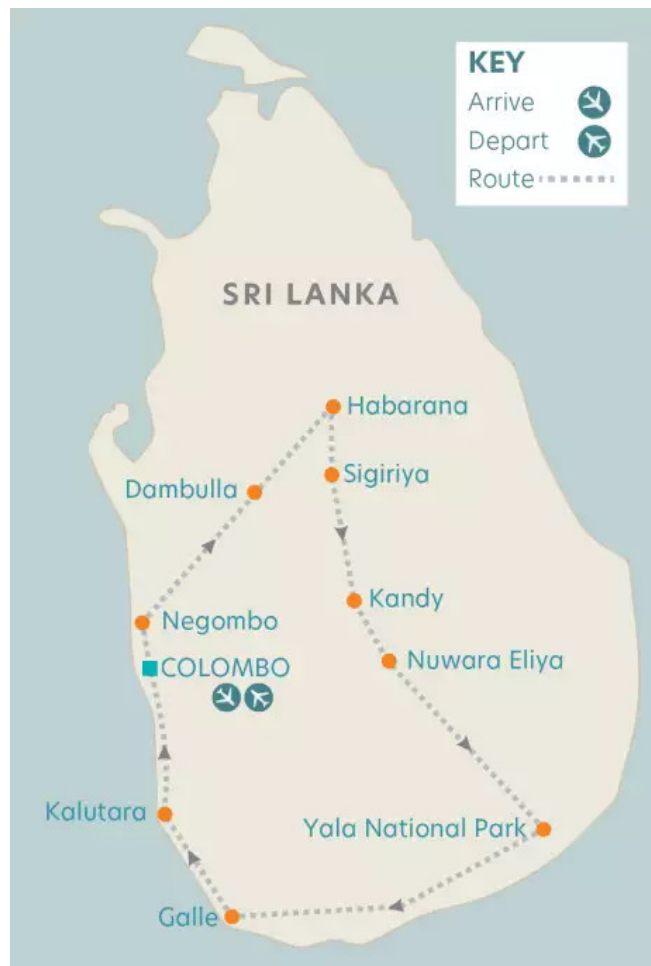 KEY
Arrive
Depart
Route
SRI LANKA
Habarana
Sigiriya
Dambulla
Kandy
Negombo
Nuwara Eliya
COLOMBO
Kalutara
Yala National Park
Galle